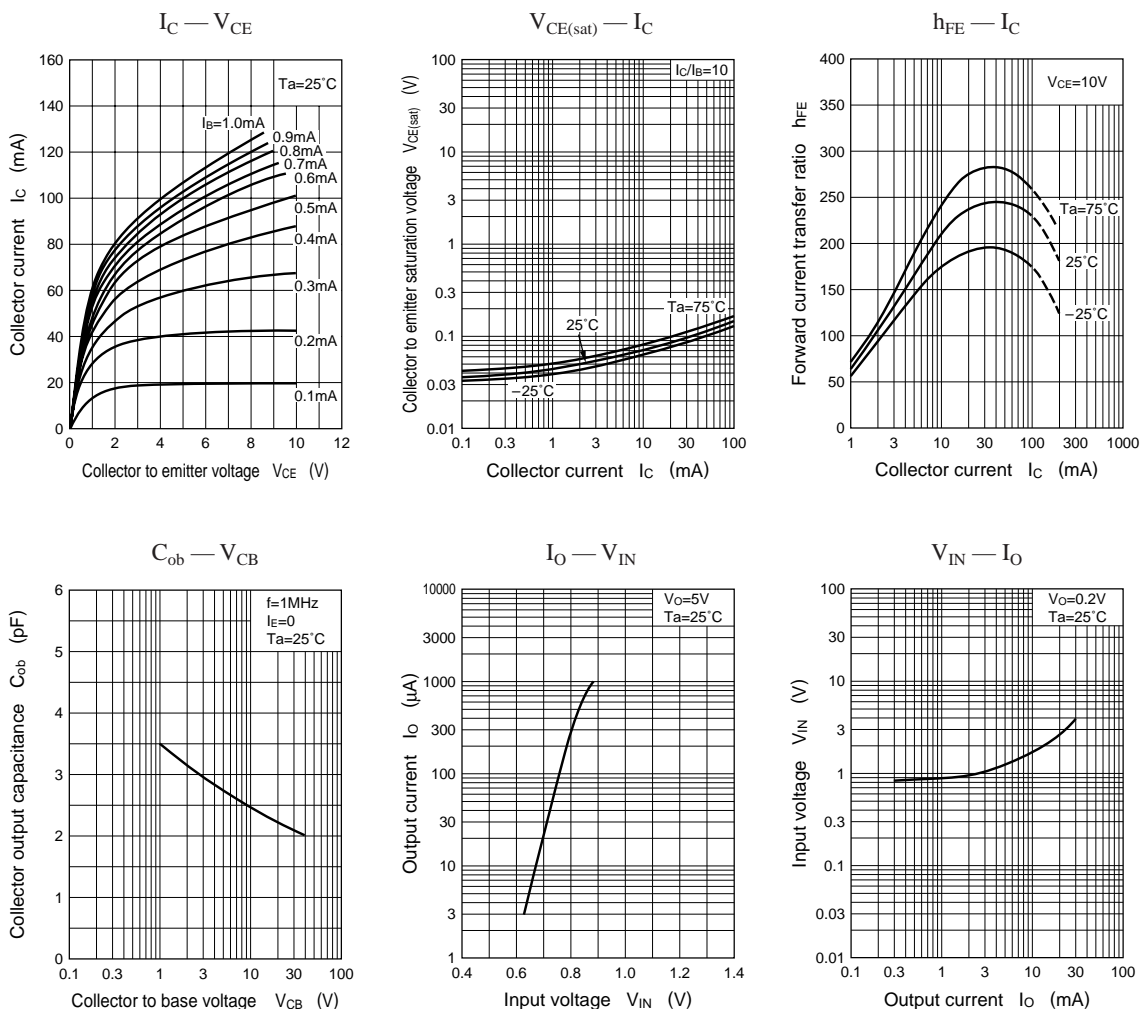 I_C — V_CE
160
140
120
100
80
60
40
20
0
Collector current I_C (mA)
Ta=25˚C
I_B=1.0mA
0.9mA
0.8mA
0.7mA
0.6mA
0.5mA
0.4mA
0.3mA
0.2mA
0.1mA
0 2 4 6 8 10 12
Collector to emitter voltage V_CE (V)
V_CE(sat) — I_C
100
30
10
3
1
0.3
0.1
0.03
0.01
Collector to emitter saturation voltage V_CE(sat) (V)
I_C/I_B=10
Ta=75˚C
25˚C
–25˚C
0.1 0.3 1 3 10 30 100
Collector current I_C (mA)
h_FE — I_C
400
350
300
250
200
150
100
50
0
Forward current transfer ratio h_FE
V_CE=10V
Ta=75˚C
25˚C
–25˚C
1 3 10 30 100 300 1000
Collector current I_C (mA)
C_ob — V_CB
6
5
4
3
2
1
0
Collector output capacitance C_ob (pF)
f=1MHz
I_E=0
Ta=25˚C
0.1 0.3 1 3 10 30 100
Collector to base voltage V_CB (V)
I_O — V_IN
10000
3000
1000
300
100
30
10
3
1
Output current I_O (μA)
V_O=5V
Ta=25˚C
0.4 0.6 0.8 1.0 1.2 1.4
Input voltage V_IN (V)
V_IN — I_O
100
30
10
3
1
0.3
0.1
0.03
0.01
Input voltage V_IN (V)
V_O=0.2V
Ta=25˚C
0.1 0.3 1 3 10 30 100
Output current I_O (mA)